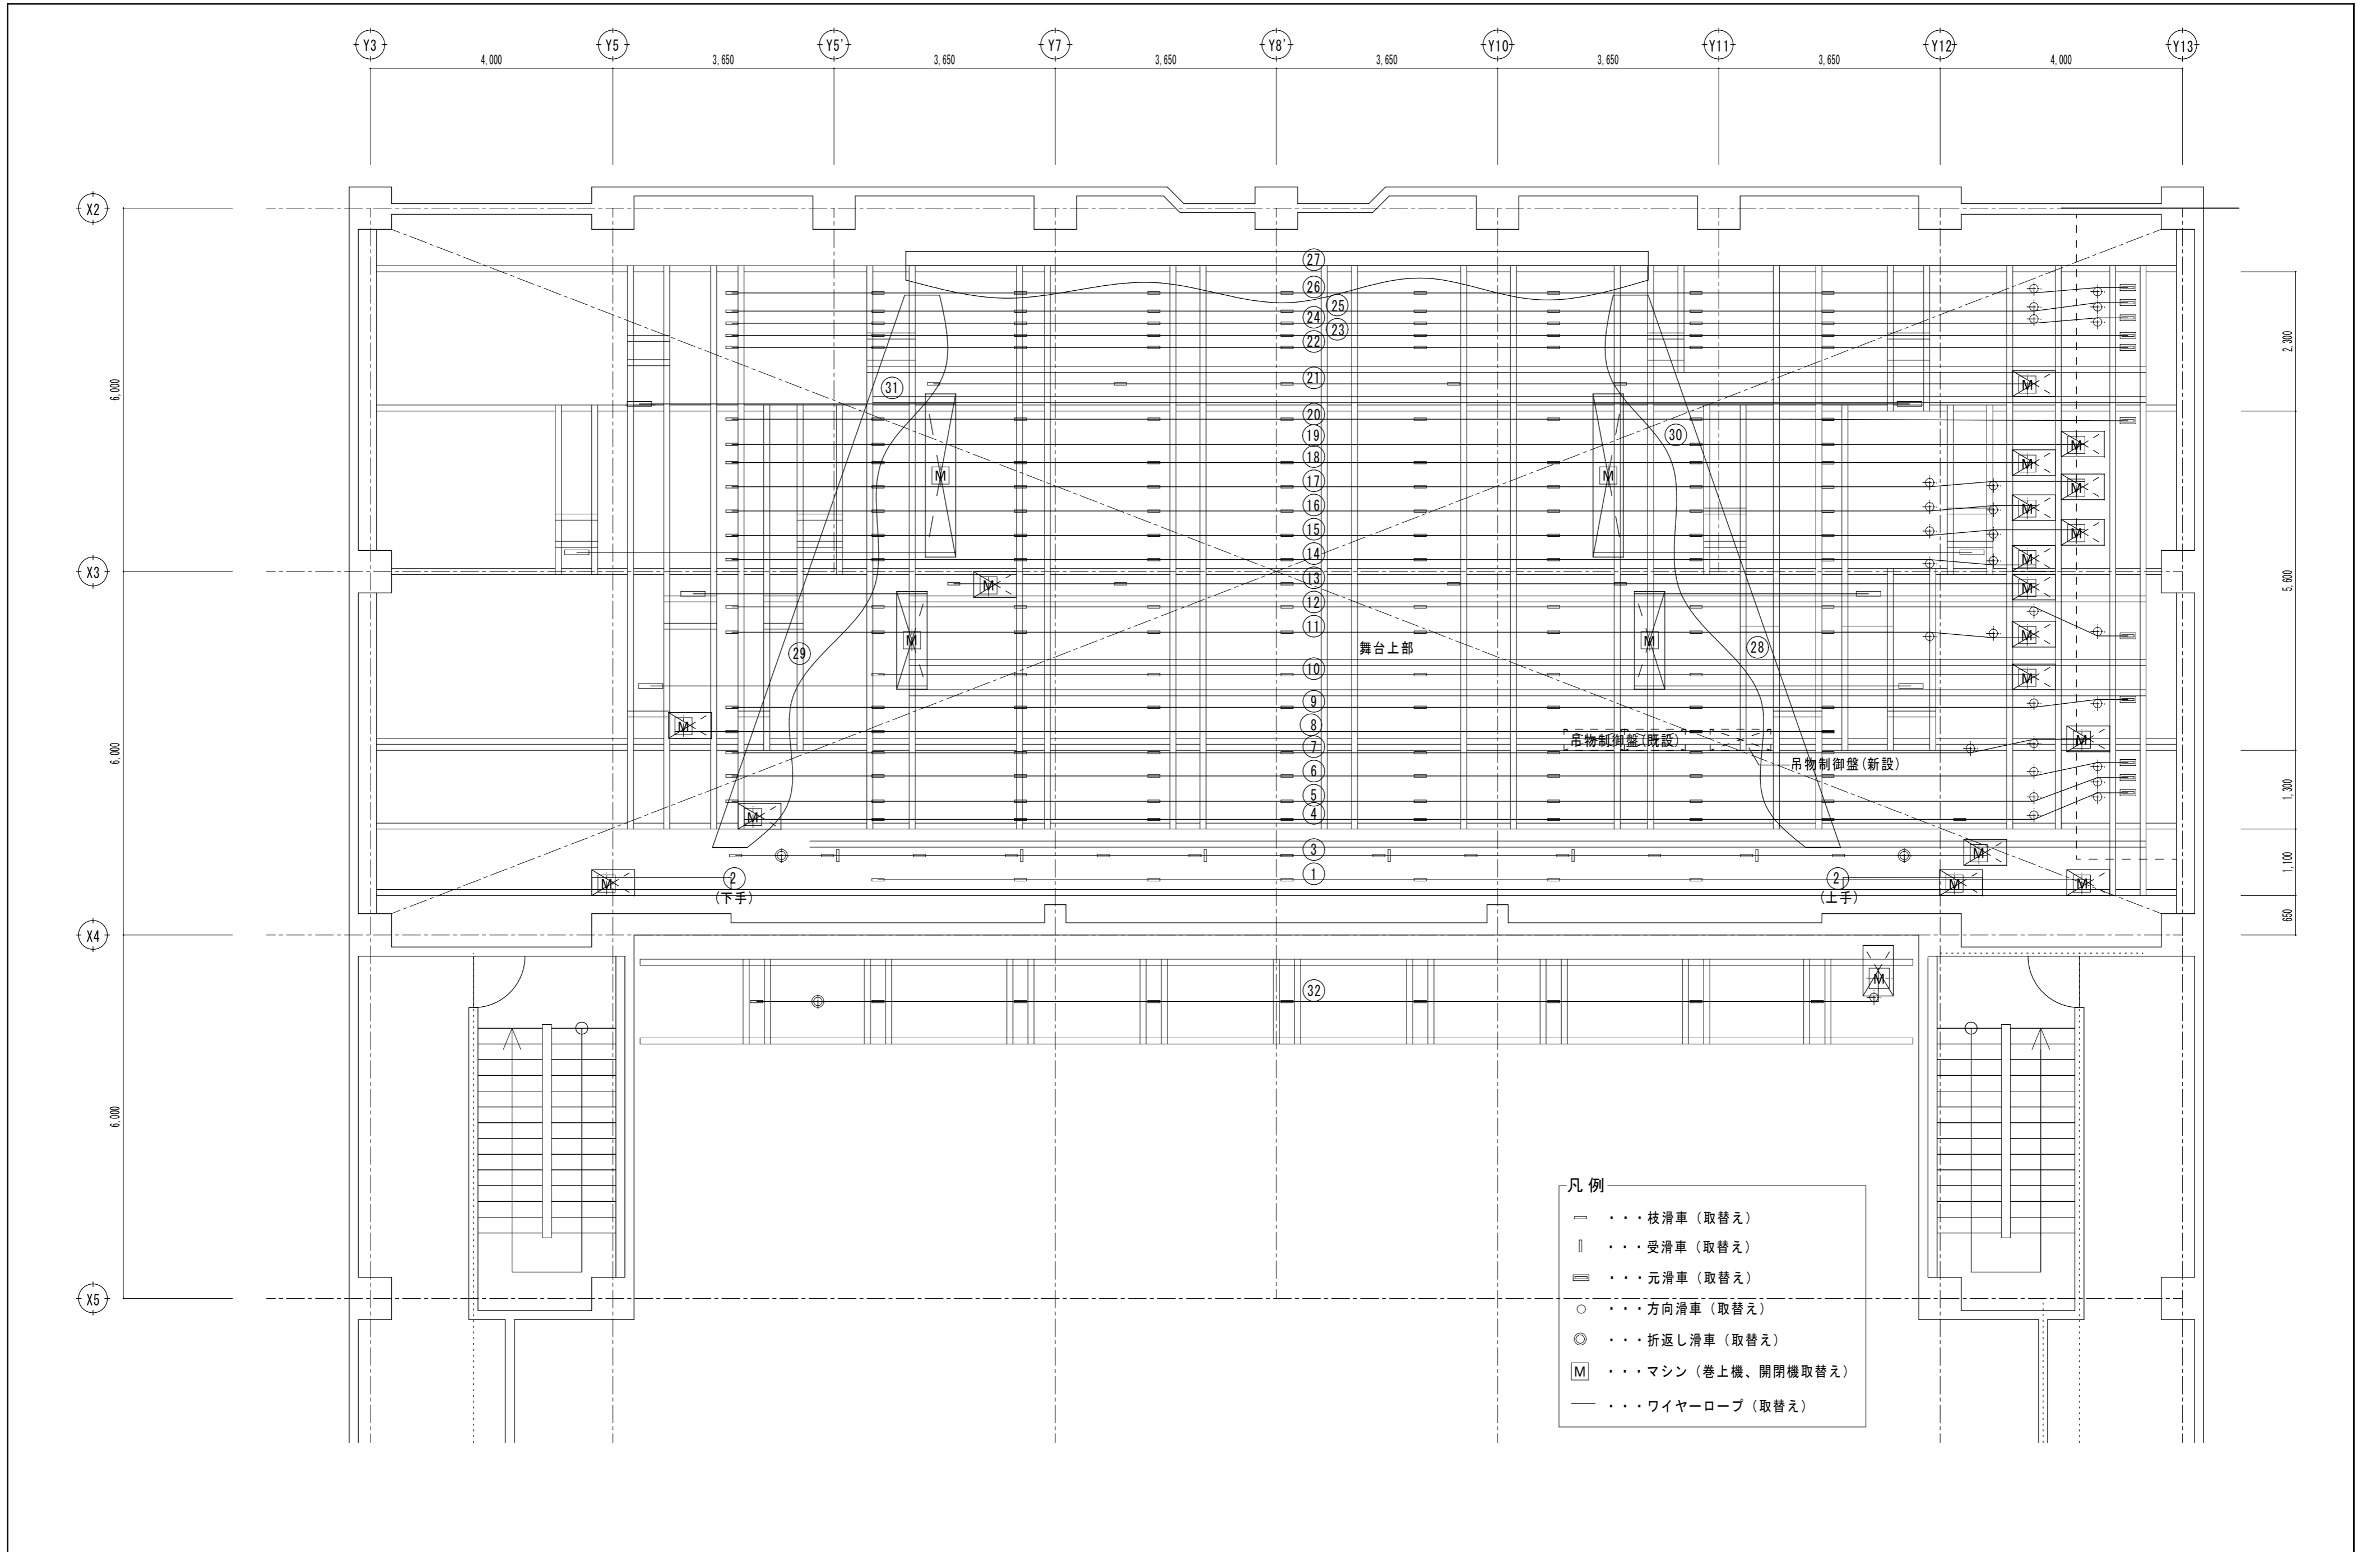 Y3 Y5 Y5' Y7 Y8' Y10 Y11 Y12 Y13
4,000 3,650 3,650 3,650 3,650 3,650 3,650 4,000
X2
27
26
25
24
23
22
2,300
21
31
6,000
M
20
19
30
M
18
M
17
M
M
M
16
M
15
M
14
M
X3
13
M
M
5,600
12
11
M
M
M
舞台上部
28
29
10
M
9
8
M
吊物制御盤(既設)
M
7
6,000
吊物制御盤(新設)
6
5
1,300
4
M
3
M
1,100
1
2
(下手)
M
2
(上手)
M
M
650
X4
32
M
6,000
凡 例
・・・枝滑車（取替え）
・・・受滑車（取替え）
・・・元滑車（取替え）
X5
・・・方向滑車（取替え）
・・・折返し滑車（取替え）
M ・・・マシン（巻上機、開閉機取替え）
・・・ワイヤーロープ（取替え）